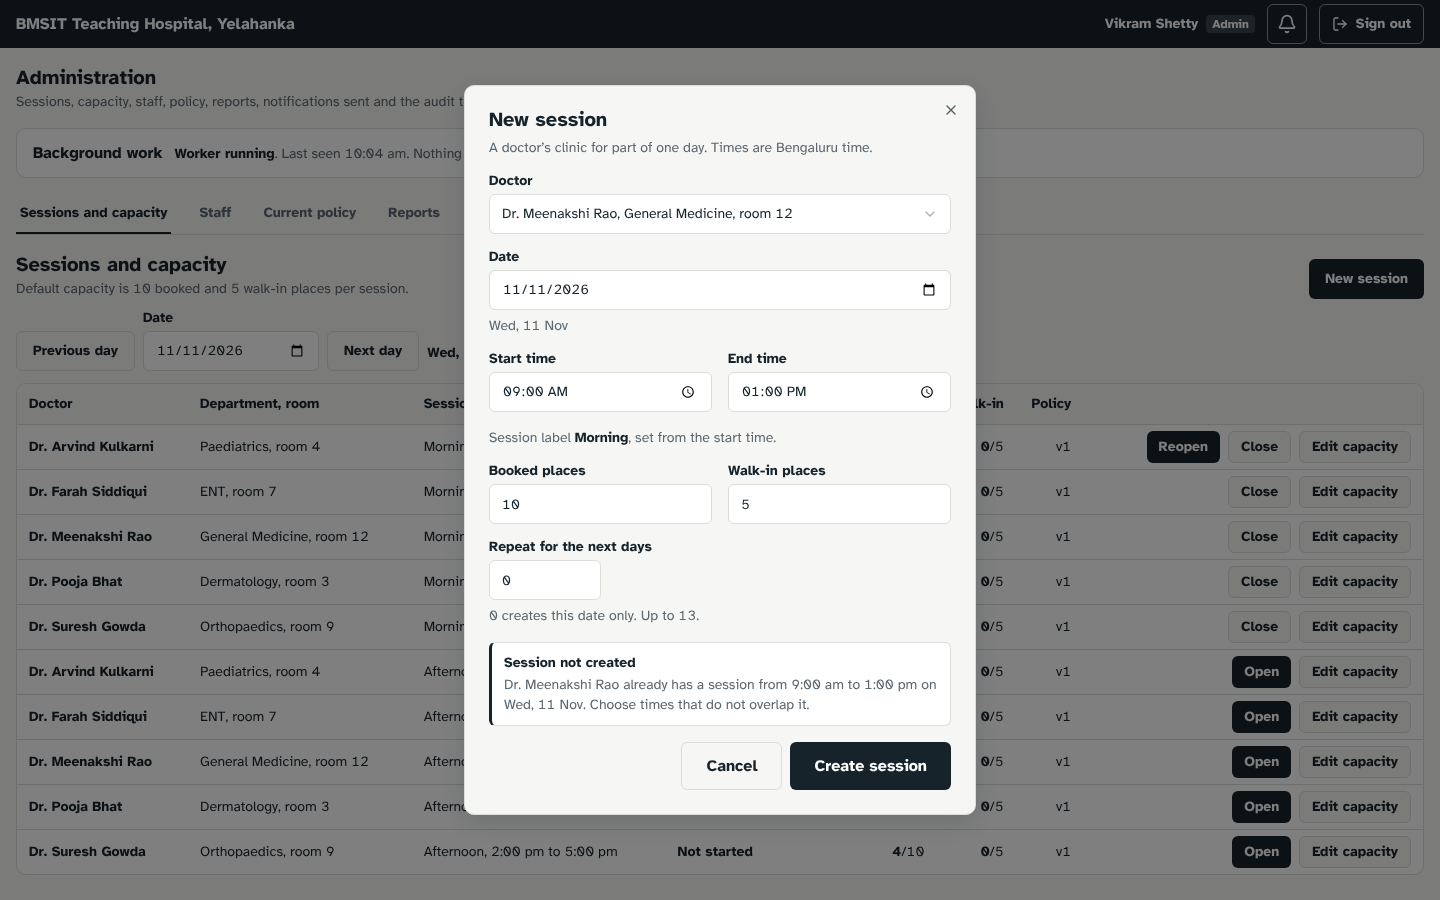 BMSIT Teaching Hospital, Yelahanka
Vikram Shetty Admin Sign out
Administration
Sessions, capacity, staff, policy, reports, notifications sent and the audit
Background work Worker running. Last seen 10:04 am. Nothing
Sessions and capacity Staff Current policy Reports
Sessions and capacity
Default capacity is 10 booked and 5 walk-in places per session.
New session
Date
Previous day 11/11/2026 Next day Wed,
Doctor Department, room Policy
Dr. Arvind Kulkarni Paediatrics, room 4 0/5 v1 Reopen Close Edit capacity
Dr. Farah Siddiqui ENT, room 7 0/5 v1 Close Edit capacity
Dr. Meenakshi Rao General Medicine, room 12 0/5 v1 Close Edit capacity
Dr. Pooja Bhat Dermatology, room 3 0/5 v1 Close Edit capacity
Dr. Suresh Gowda Orthopaedics, room 9 0/5 v1 Close Edit capacity
Dr. Arvind Kulkarni Paediatrics, room 4 0/5 v1 Open Edit capacity
Dr. Farah Siddiqui ENT, room 7 0/5 v1 Open Edit capacity
Dr. Meenakshi Rao General Medicine, room 12 0/5 v1 Open Edit capacity
Dr. Pooja Bhat Dermatology, room 3 0/5 v1 Open Edit capacity
Dr. Suresh Gowda Orthopaedics, room 9 Afternoon, 2:00 pm to 5:00 pm Not started 4/10 0/5 v1 Open Edit capacity
New session
A doctor's clinic for part of one day. Times are Bengaluru time.
Doctor
Dr. Meenakshi Rao, General Medicine, room 12
Date
11/11/2026
Wed, 11 Nov
Start time End time
09:00 AM 01:00 PM
Session label Morning, set from the start time.
Booked places Walk-in places
10 5
Repeat for the next days
0
0 creates this date only. Up to 13.
Session not created
Dr. Meenakshi Rao already has a session from 9:00 am to 1:00 pm on
Wed, 11 Nov. Choose times that do not overlap it.
Cancel Create session